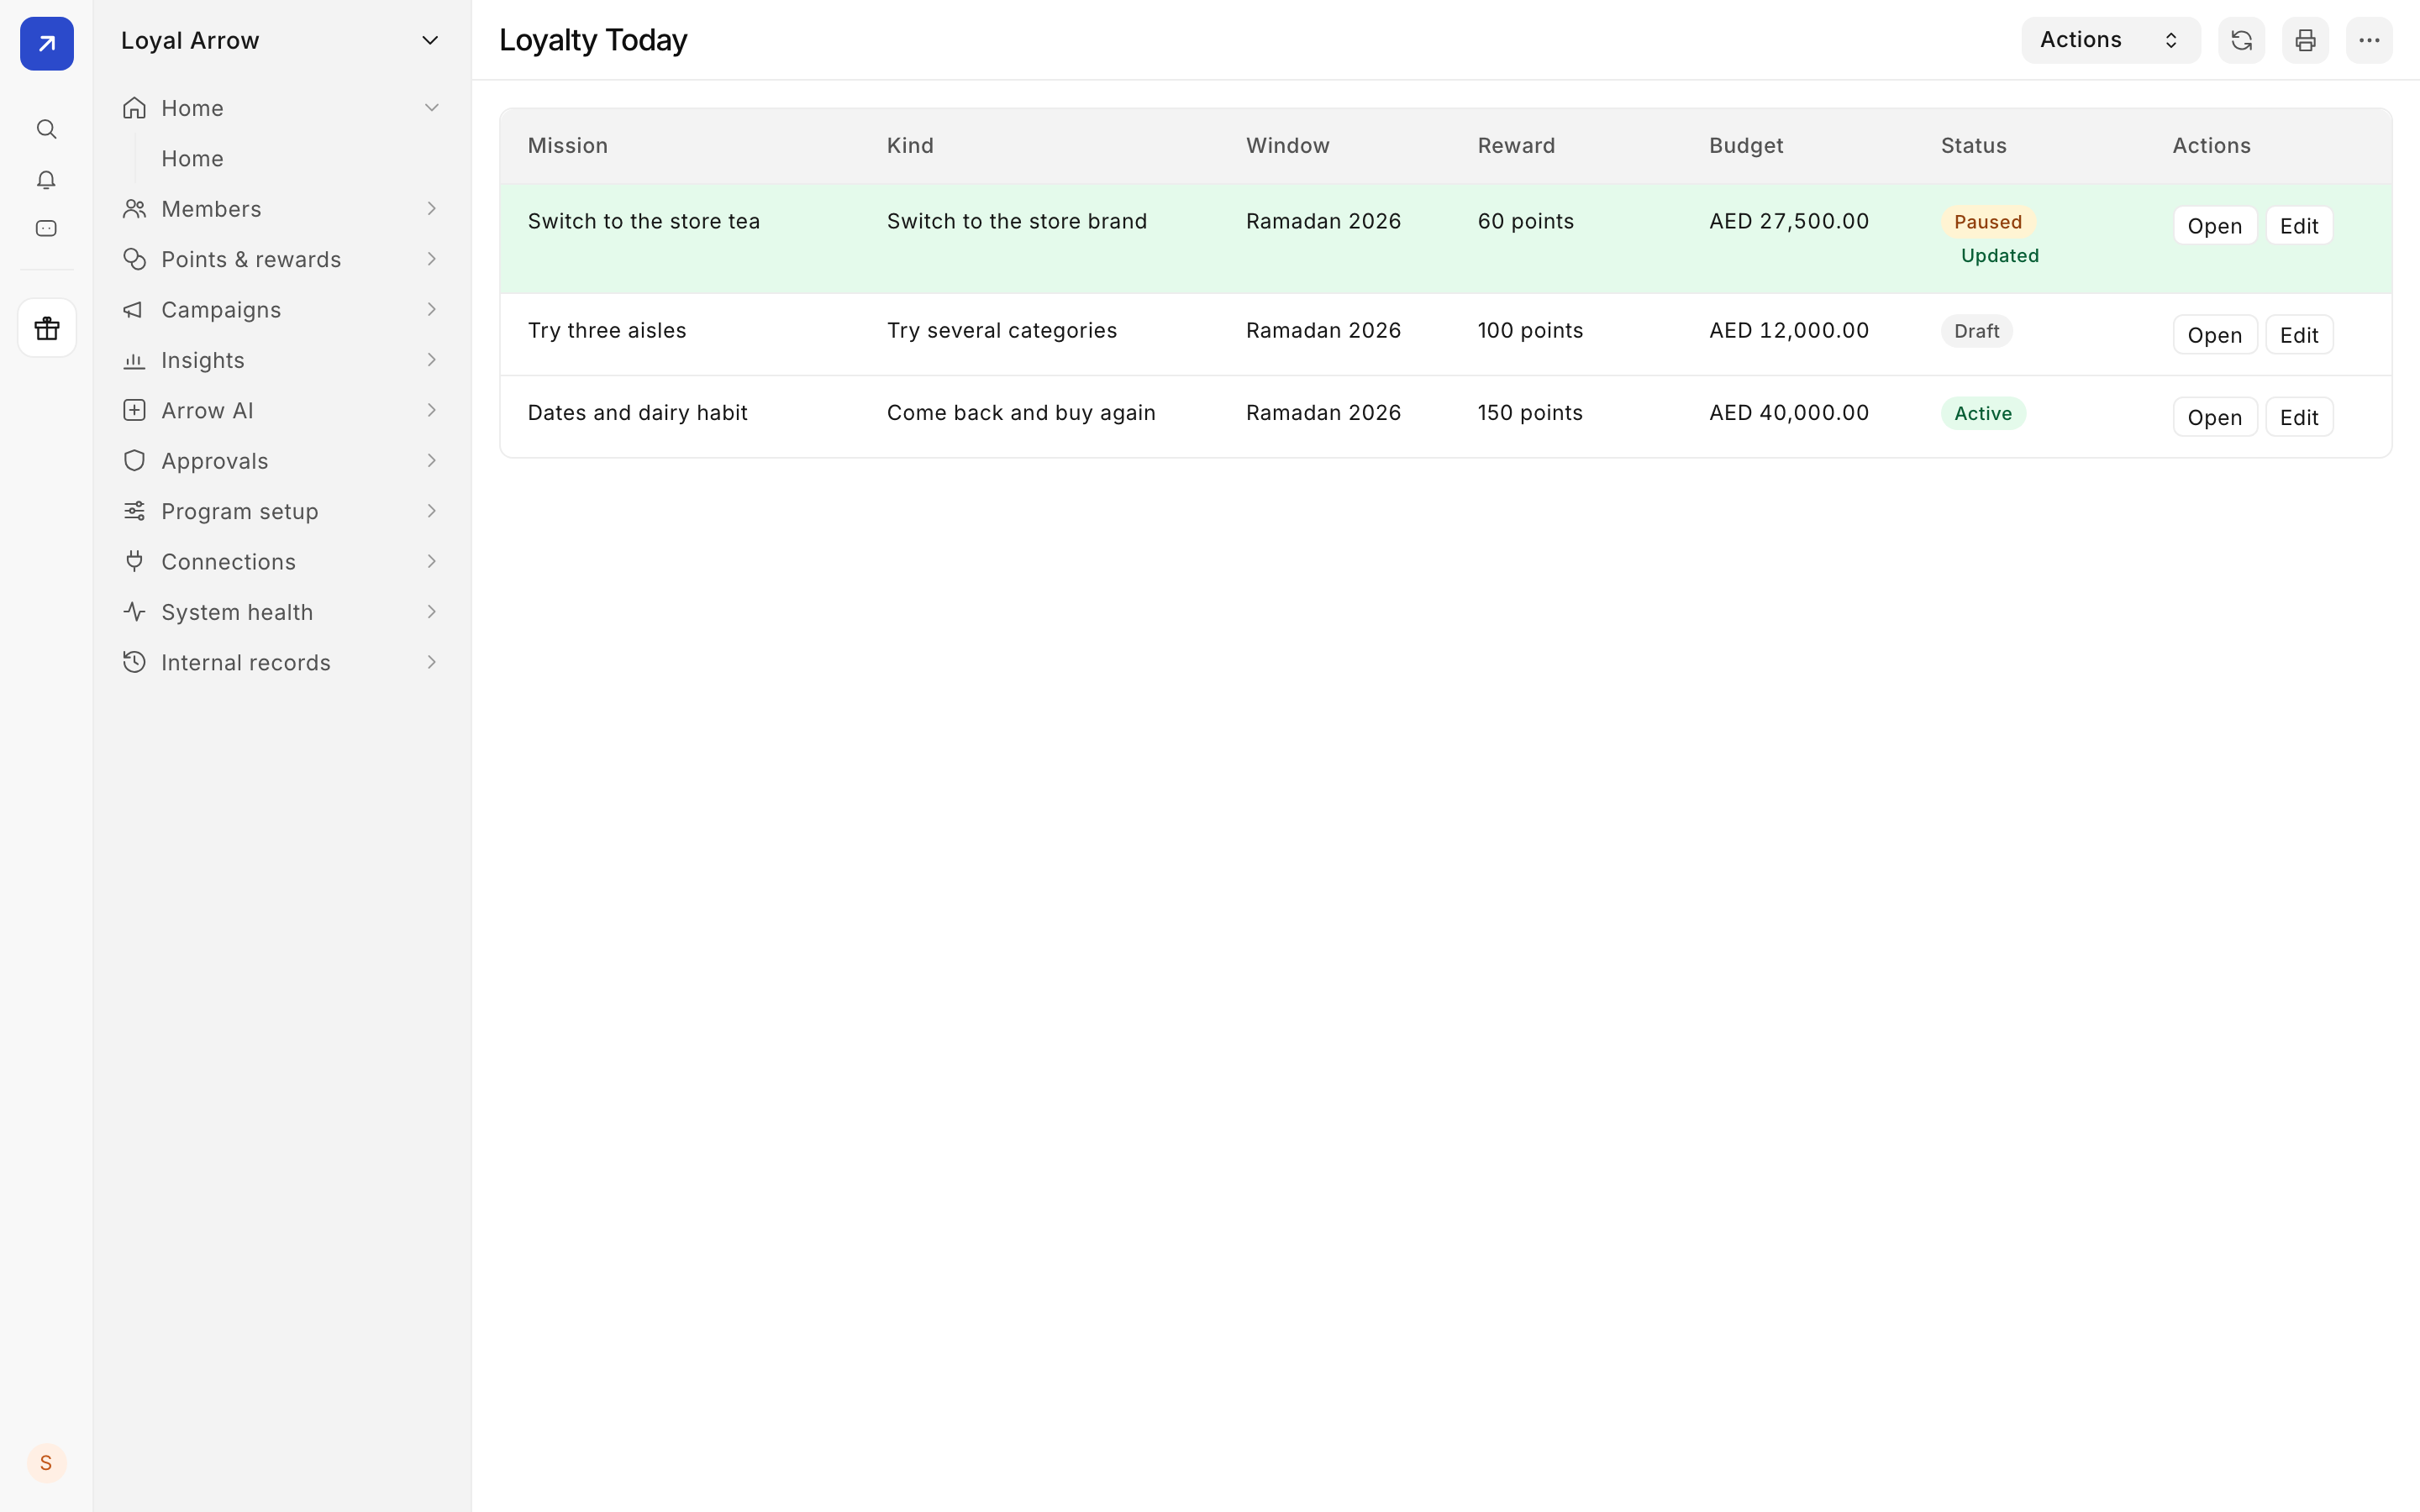 Loyal Arrow
Home
Home
Members
Points & rewards
Campaigns
Insights
Arrow AI
Approvals
Program setup
Connections
System health
Internal records
S
Loyalty Today
Actions
Mission Kind Window Reward Budget Status Actions
Switch to the store tea Switch to the store brand Ramadan 2026 60 points AED 27,500.00 Paused Open Edit
Updated
Try three aisles Try several categories Ramadan 2026 100 points AED 12,000.00 Draft Open Edit
Dates and dairy habit Come back and buy again Ramadan 2026 150 points AED 40,000.00 Active Open Edit